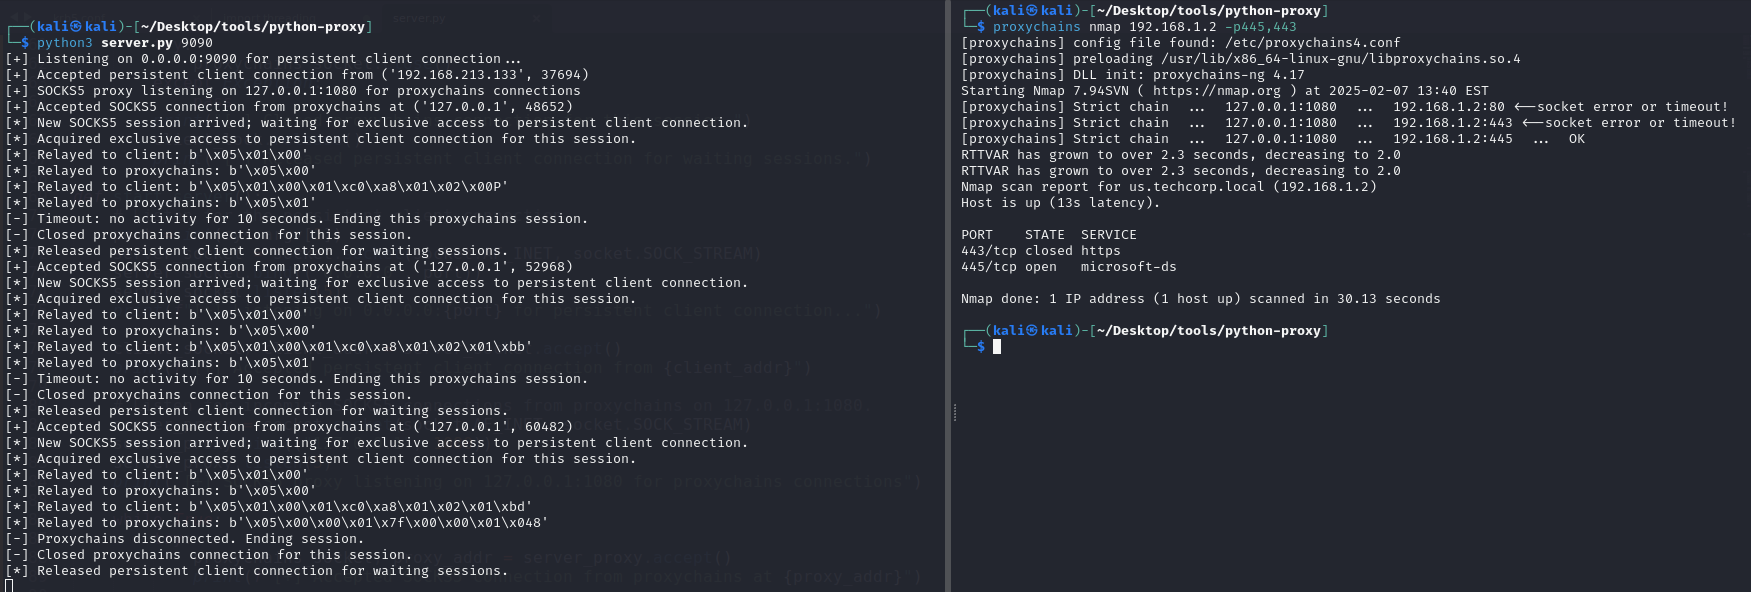 ┌──(kali㉿kali)-[~/Desktop/tools/python-proxy]
└─$ python3 server.py 9090
[+] Listening on 0.0.0.0:9090 for persistent client connection...
[+] Accepted persistent client connection from ('192.168.213.133', 37694)
[+] SOCKS5 proxy listening on 127.0.0.1:1080 for proxychains connections
[+] Accepted SOCKS5 connection from proxychains at ('127.0.0.1', 48652)
[*] New SOCKS5 session arrived; waiting for exclusive access to persistent client connection.
[*] Acquired exclusive access to persistent client connection for this session.
[*] Relayed to client: b'\x05\x01\x00'
[*] Relayed to proxychains: b'\x05\x00'
[*] Relayed to client: b'\x05\x01\x00\x01\xc0\xa8\x01\x02\x00P'
[*] Relayed to proxychains: b'\x05\x01'
[-] Timeout: no activity for 10 seconds. Ending this proxychains session.
[-] Closed proxychains connection for this session.
[*] Released persistent client connection for waiting sessions.
[+] Accepted SOCKS5 connection from proxychains at ('127.0.0.1', 52968)
[*] New SOCKS5 session arrived; waiting for exclusive access to persistent client connection.
[*] Acquired exclusive access to persistent client connection for this session.
[*] Relayed to client: b'\x05\x01\x00'
[*] Relayed to proxychains: b'\x05\x00'
[*] Relayed to client: b'\x05\x01\x00\x01\xc0\xa8\x01\x02\x01\xbb'
[*] Relayed to proxychains: b'\x05\x01'
[-] Timeout: no activity for 10 seconds. Ending this proxychains session.
[-] Closed proxychains connection for this session.
[*] Released persistent client connection for waiting sessions.
[+] Accepted SOCKS5 connection from proxychains at ('127.0.0.1', 60482)
[*] New SOCKS5 session arrived; waiting for exclusive access to persistent client connection.
[*] Acquired exclusive access to persistent client connection for this session.
[*] Relayed to client: b'\x05\x01\x00'
[*] Relayed to proxychains: b'\x05\x00'
[*] Relayed to client: b'\x05\x01\x00\x01\xc0\xa8\x01\x02\x01\xbd'
[*] Relayed to proxychains: b'\x05\x00\x00\x01\x7f\x00\x00\x01\x048'
[-] Proxychains disconnected. Ending session.
[-] Closed proxychains connection for this session.
[*] Released persistent client connection for waiting sessions.
┌──(kali㉿kali)-[~/Desktop/tools/python-proxy]
└─$ proxychains nmap 192.168.1.2 -p445,443
[proxychains] config file found: /etc/proxychains4.conf
[proxychains] preloading /usr/lib/x86_64-linux-gnu/libproxychains.so.4
[proxychains] DLL init: proxychains-ng 4.17
Starting Nmap 7.94SVN ( https://nmap.org ) at 2025-02-07 13:40 EST
[proxychains] Strict chain  ...  127.0.0.1:1080  ...  192.168.1.2:80 <--socket error or timeout!
[proxychains] Strict chain  ...  127.0.0.1:1080  ...  192.168.1.2:443 <--socket error or timeout!
[proxychains] Strict chain  ...  127.0.0.1:1080  ...  192.168.1.2:445  ...  OK
RTTVAR has grown to over 2.3 seconds, decreasing to 2.0
RTTVAR has grown to over 2.3 seconds, decreasing to 2.0
Nmap scan report for us.techcorp.local (192.168.1.2)
Host is up (13s latency).
PORT    STATE  SERVICE
443/tcp closed https
445/tcp open   microsoft-ds
Nmap done: 1 IP address (1 host up) scanned in 30.13 seconds
┌──(kali㉿kali)-[~/Desktop/tools/python-proxy]
└─$